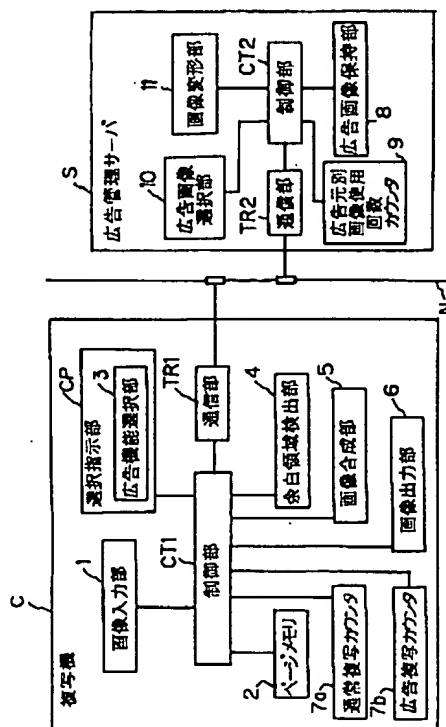 C
複写機
1
画像入力部
CP
選択指示部
3
広告機能選択部
TR1
通信部
CT1
制御部
4
余白領域検出部
5
画像合成部
6
画像出力部
2
ページメモリ
7a
通常複写カウンタ
7b
広告複写カウンタ
N
S
広告管理サーバ
10
広告画像
選択部
11
画像変形部
TR2
通信部
CT2
制御部
広告元別
画像使用
回数
カウンタ
9
広告画像保持部
8